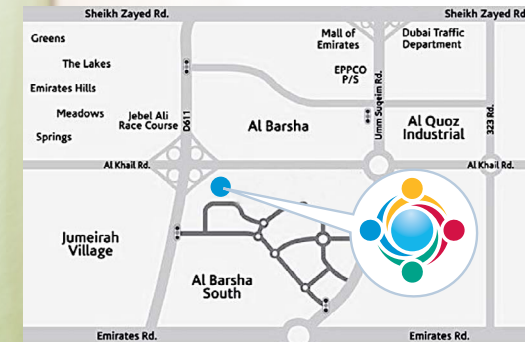 Sheikh Zayed Rd.
Sheikh Zayed Rd
Greens
Mall of
Emirates
Dubai Traffic
Department
The Lakes
EPPCO
P/S
Emirates Hills
Meadows
Jebel Ali
Race Course
D611
Al Barsha
Umm Suqeim Rd.
Al Quoz
Industrial
323 Rd.
Springs
Al Khail Rd.
Al Khail Rd.
Jumeirah
Village
Al Barsha
South
Emirates Rd.
Emirates Rd.